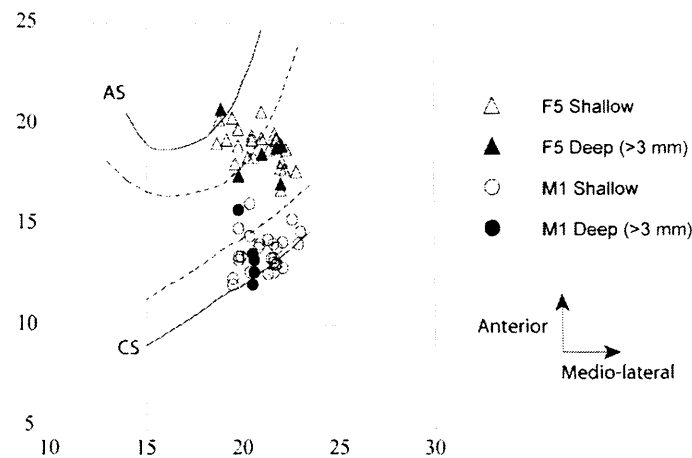 25
AS
20
15
10
CS
5
10 15 20 25 30
F5 Shallow
F5 Deep (>3 mm)
M1 Shallow
M1 Deep (>3 mm)
Anterior
Medio-lateral